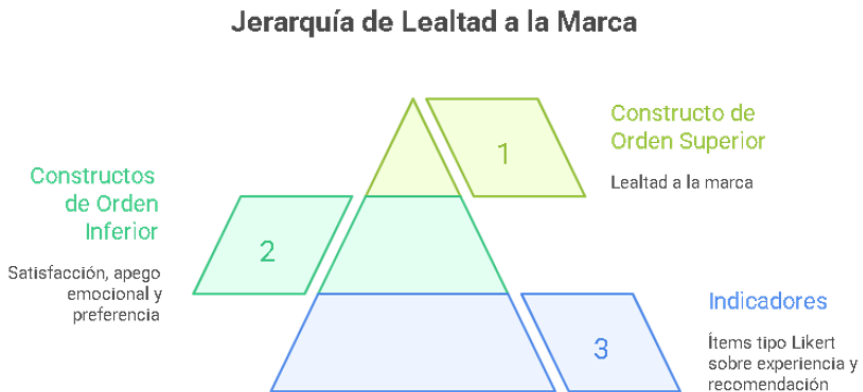 Jerarquía de Lealtad a la Marca
1
Constructo de
Orden Superior
Lealtad a la marca
Constructos
de Orden
Inferior
Satisfacción, apego
emocional y
preferencia
2
3
Indicadores
Ítems tipo Likert
sobre experiencia y
recomendación